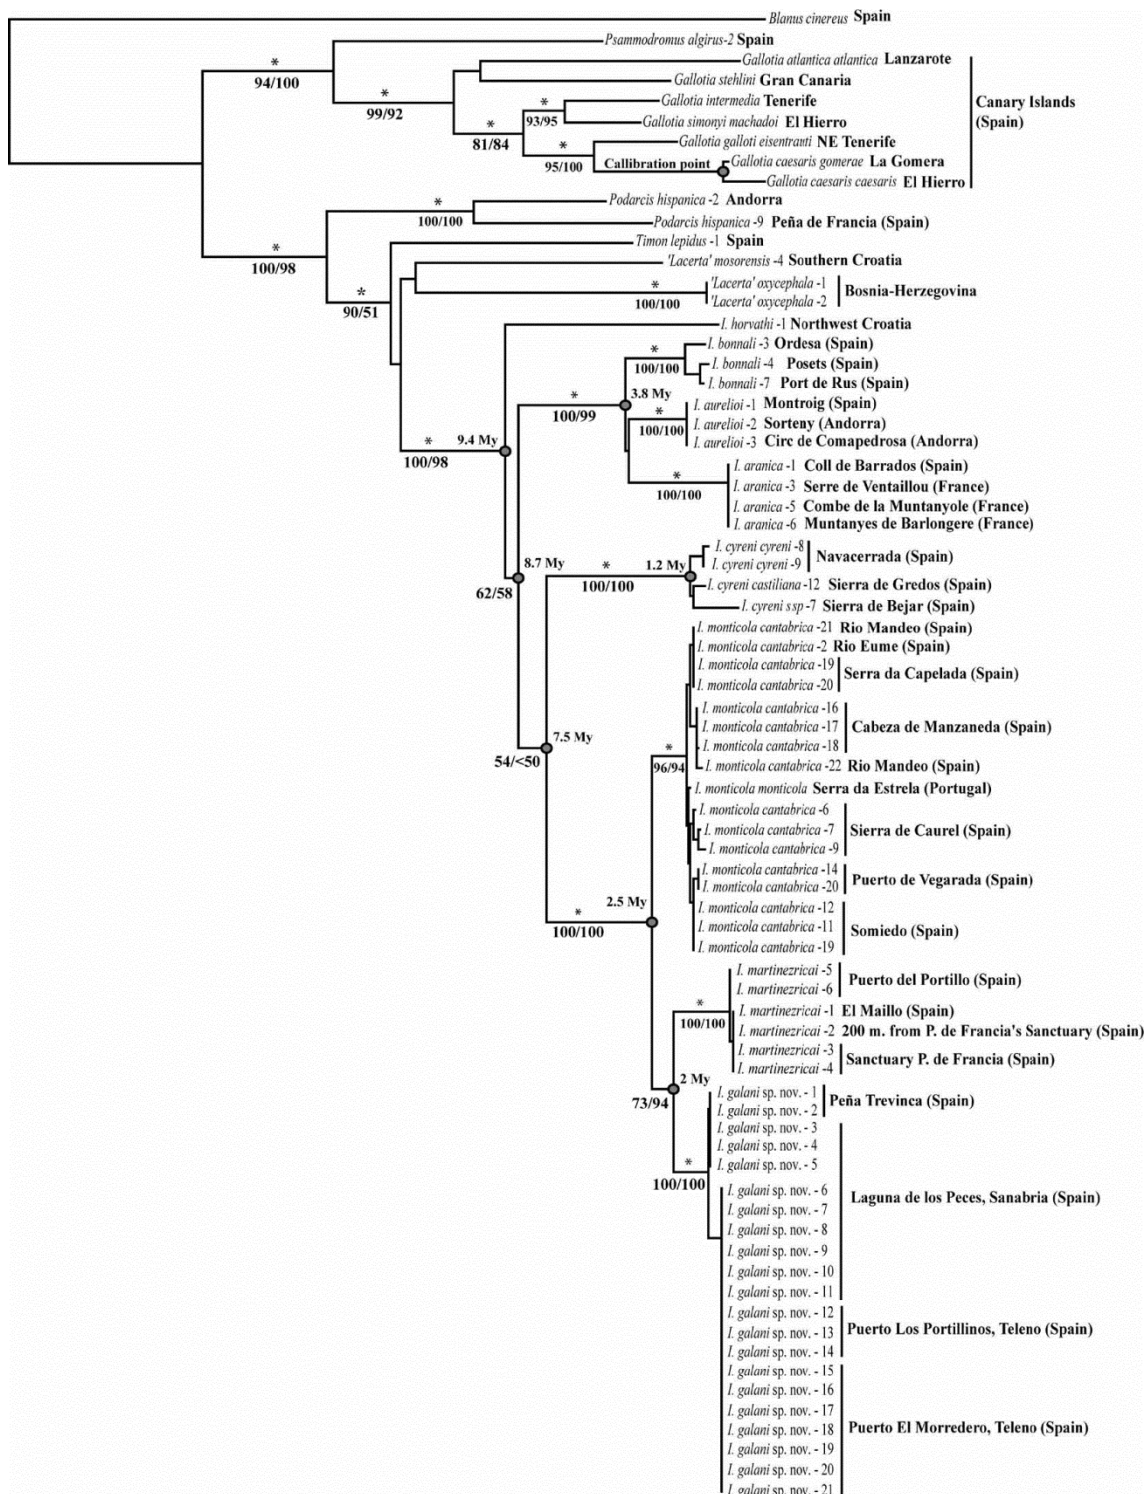 Blanus cinereus Spain
*
Psammodromus algirus-2 Spain
94/100
Gallotia atlantica atlantica Lanzarote
*
Gallotia stehlini Gran Canaria
99/92
Canary Islands
(Spain)
*
Gallotia intermedia Tenerife
93/95
Gallotia simonyi machadoi El Hierro
*
81/84
*
Gallotia galloti eisentrauti NE Tenerife
95/100
Callibration point
Gallotia caesaris gomerae La Gomera
Gallotia caesaris caesaris El Hierro
*
Podarcis hispanica -2 Andorra
100/100
Podarcis hispanica -9 Peña de Francia (Spain)
*
100/98
Timon lepidus -1 Spain
'Lacerta' mosorensis -4 Southern Croatia
*
90/51
*
100/100
'Lacerta' oxycephala -1
'Lacerta' oxycephala -2
Bosnia-Herzegovina
I. horvathi -1 Northwest Croatia
*
100/100
I. bonnali -3 Ordesa (Spain)
I. bonnali -4 Posets (Spain)
I. bonnali -7 Port de Rus (Spain)
*
100/99
3.8 My
*
100/100
I. aurelioi -1 Montroig (Spain)
I. aurelioi -2 Sorteny (Andorra)
I. aurelioi -3 Circ de Comapedrosa (Andorra)
*
100/98
9.4 My
*
100/100
I. aranica -1 Coll de Barrados (Spain)
I. aranica -3 Serre de Ventaillou (France)
I. aranica -5 Combe de la Muntanyole (France)
I. aranica -6 Muntanyes de Barlongere (France)
8.7 My
62/58
*
100/100
1.2 My
I. cyreni cyreni -8
I. cyreni cyreni -9
Navacerrada (Spain)
I. cyreni castiliana -12 Sierra de Gredos (Spain)
I. cyreni ssp -7 Sierra de Bejar (Spain)
I. monticola cantabrica -21 Rio Mandeo (Spain)
I. monticola cantabrica -2 Rio Eume (Spain)
I. monticola cantabrica -19
I. monticola cantabrica -20
Serra da Capelada (Spain)
I. monticola cantabrica -16
I. monticola cantabrica -17
I. monticola cantabrica -18
Cabeza de Manzaneda (Spain)
7.5 My
54/<50
*
96/94
I. monticola cantabrica -22 Rio Mandeo (Spain)
I. monticola monticola Serra da Estrela (Portugal)
I. monticola cantabrica -6
I. monticola cantabrica -7
I. monticola cantabrica -9
Sierra de Caurel (Spain)
I. monticola cantabrica -14
I. monticola cantabrica -20
Puerto de Vegarada (Spain)
*
100/100
2.5 My
I. monticola cantabrica -12
I. monticola cantabrica -11
I. monticola cantabrica -19
Somiedo (Spain)
I. martinezricai -5
I. martinezricai -6
Puerto del Portillo (Spain)
*
100/100
I. martinezricai -1 El Maillo (Spain)
I. martinezricai -2 200 m. from P. de Francia's Sanctuary (Spain)
I. martinezricai -3
I. martinezricai -4
Sanctuary P. de Francia (Spain)
2 My
73/94
I. galani sp. nov. - 1
I. galani sp. nov. - 2
Peña Trevinca (Spain)
I. galani sp. nov. - 3
I. galani sp. nov. - 4
I. galani sp. nov. - 5
*
100/100
I. galani sp. nov. - 6
Laguna de los Peces, Sanabria (Spain)
I. galani sp. nov. - 7
I. galani sp. nov. - 8
I. galani sp. nov. - 9
I. galani sp. nov. - 10
I. galani sp. nov. - 11
I. galani sp. nov. - 12
I. galani sp. nov. - 13
I. galani sp. nov. - 14
Puerto Los Portillinos, Teleno (Spain)
I. galani sp. nov. - 15
I. galani sp. nov. - 16
I. galani sp. nov. - 17
I. galani sp. nov. - 18
Puerto El Morredero, Teleno (Spain)
I. galani sp. nov. - 19
I. galani sp. nov. - 20
I. galani sp. nov. - 21